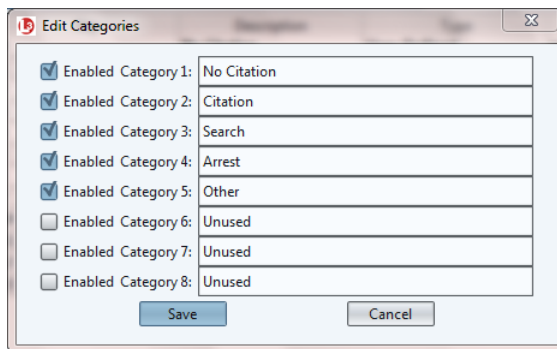 L3 Edit Categories
Enabled Category 1: No Citation
Enabled Category 2: Citation
Enabled Category 3: Search
Enabled Category 4: Arrest
Enabled Category 5: Other
Enabled Category 6: Unused
Enabled Category 7: Unused
Enabled Category 8: Unused
Save Cancel